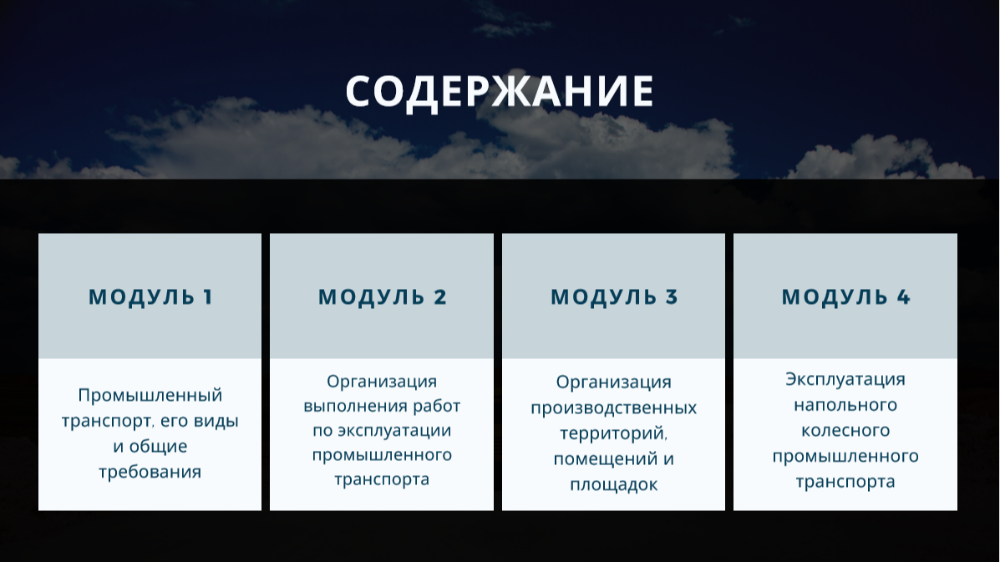 СОДЕРЖАНИЕ
МОДУЛЬ 1
Промышленный
транспорт, его виды
и общие
требования
МОДУЛЬ 2
Организация
выполнения работ
по эксплуатации
промышленного
транспорта
МОДУЛЬ 3
Организация
производственных
территорий,
помещений и
площадок
МОДУЛЬ 4
Эксплуатация
напольного
колесного
промышленного
транспорта